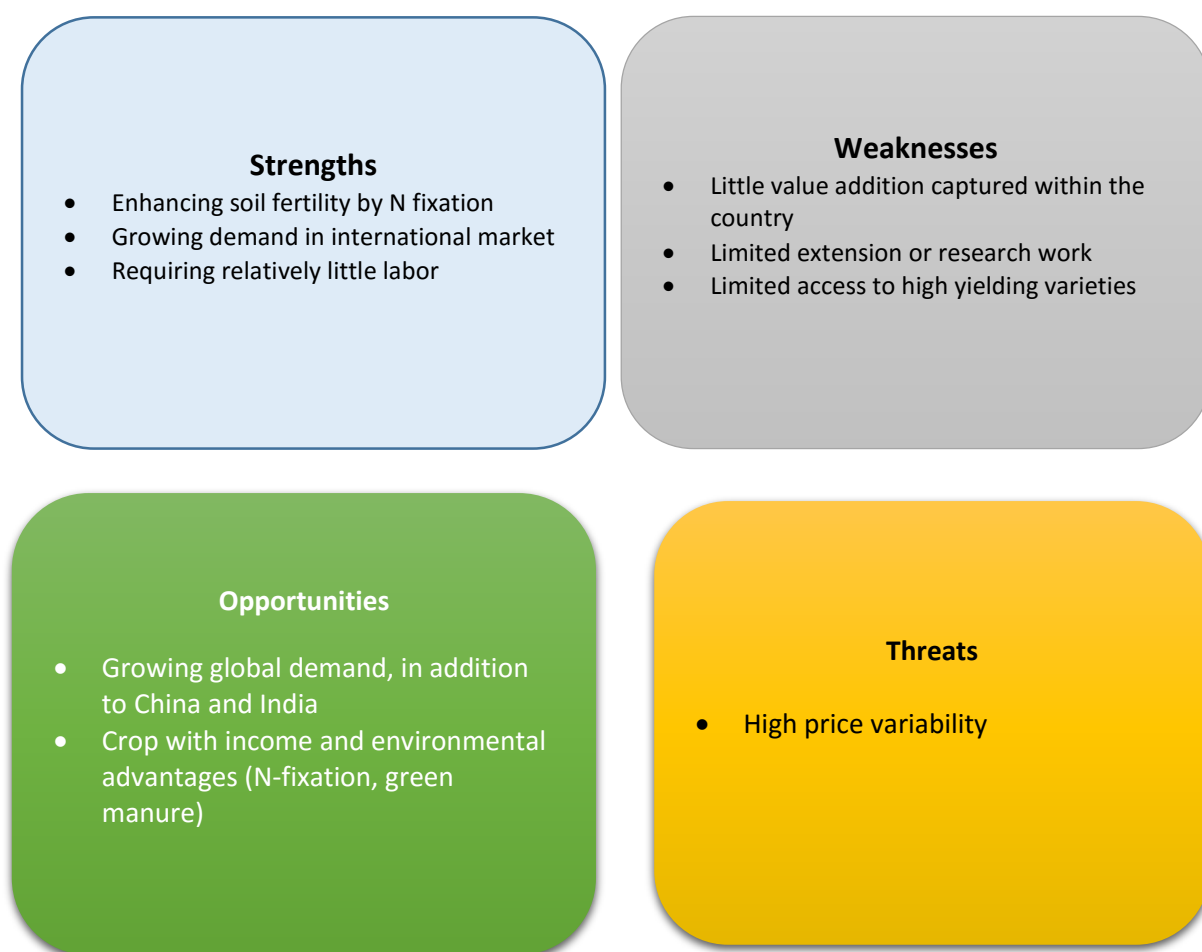 Strengths
• Enhancing soil fertility by N fixation
• Growing demand in international market
• Requiring relatively little labor
Weaknesses
• Little value addition captured within the
country
• Limited extension or research work
• Limited access to high yielding varieties
Opportunities
• Growing global demand, in addition
to China and India
• Crop with income and environmental
advantages (N-fixation, green
manure)
Threats
• High price variability